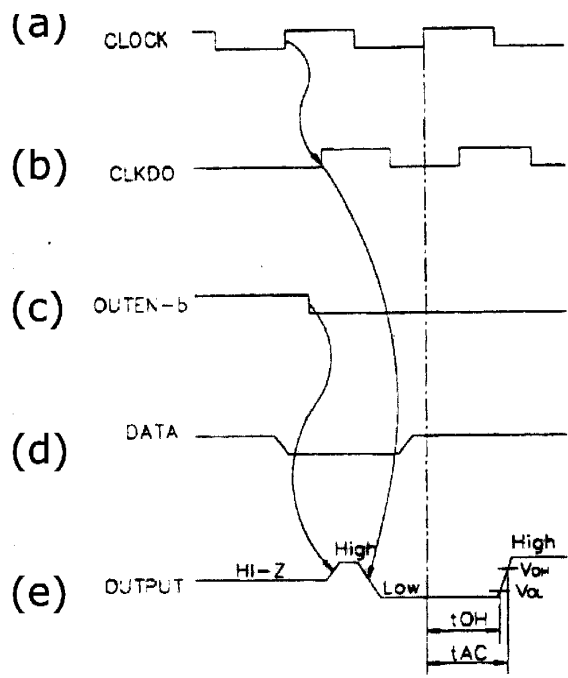 (a) CLOCK
(b) CLKDO
(c) OUTEN-b
(d) DATA
High
High
HI-Z
VOH
(e) OUTPUT
Low
VOL
tOH
tAC